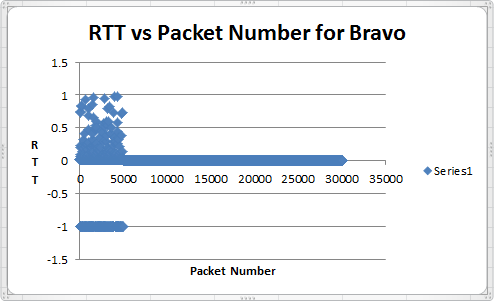 RTT vs Packet Number for Bravo
1.5
1
0.5
0
-0.5
-1
-1.5
0 5000 10000 15000 20000 25000 30000 35000
R
T
T
Packet Number
Series1